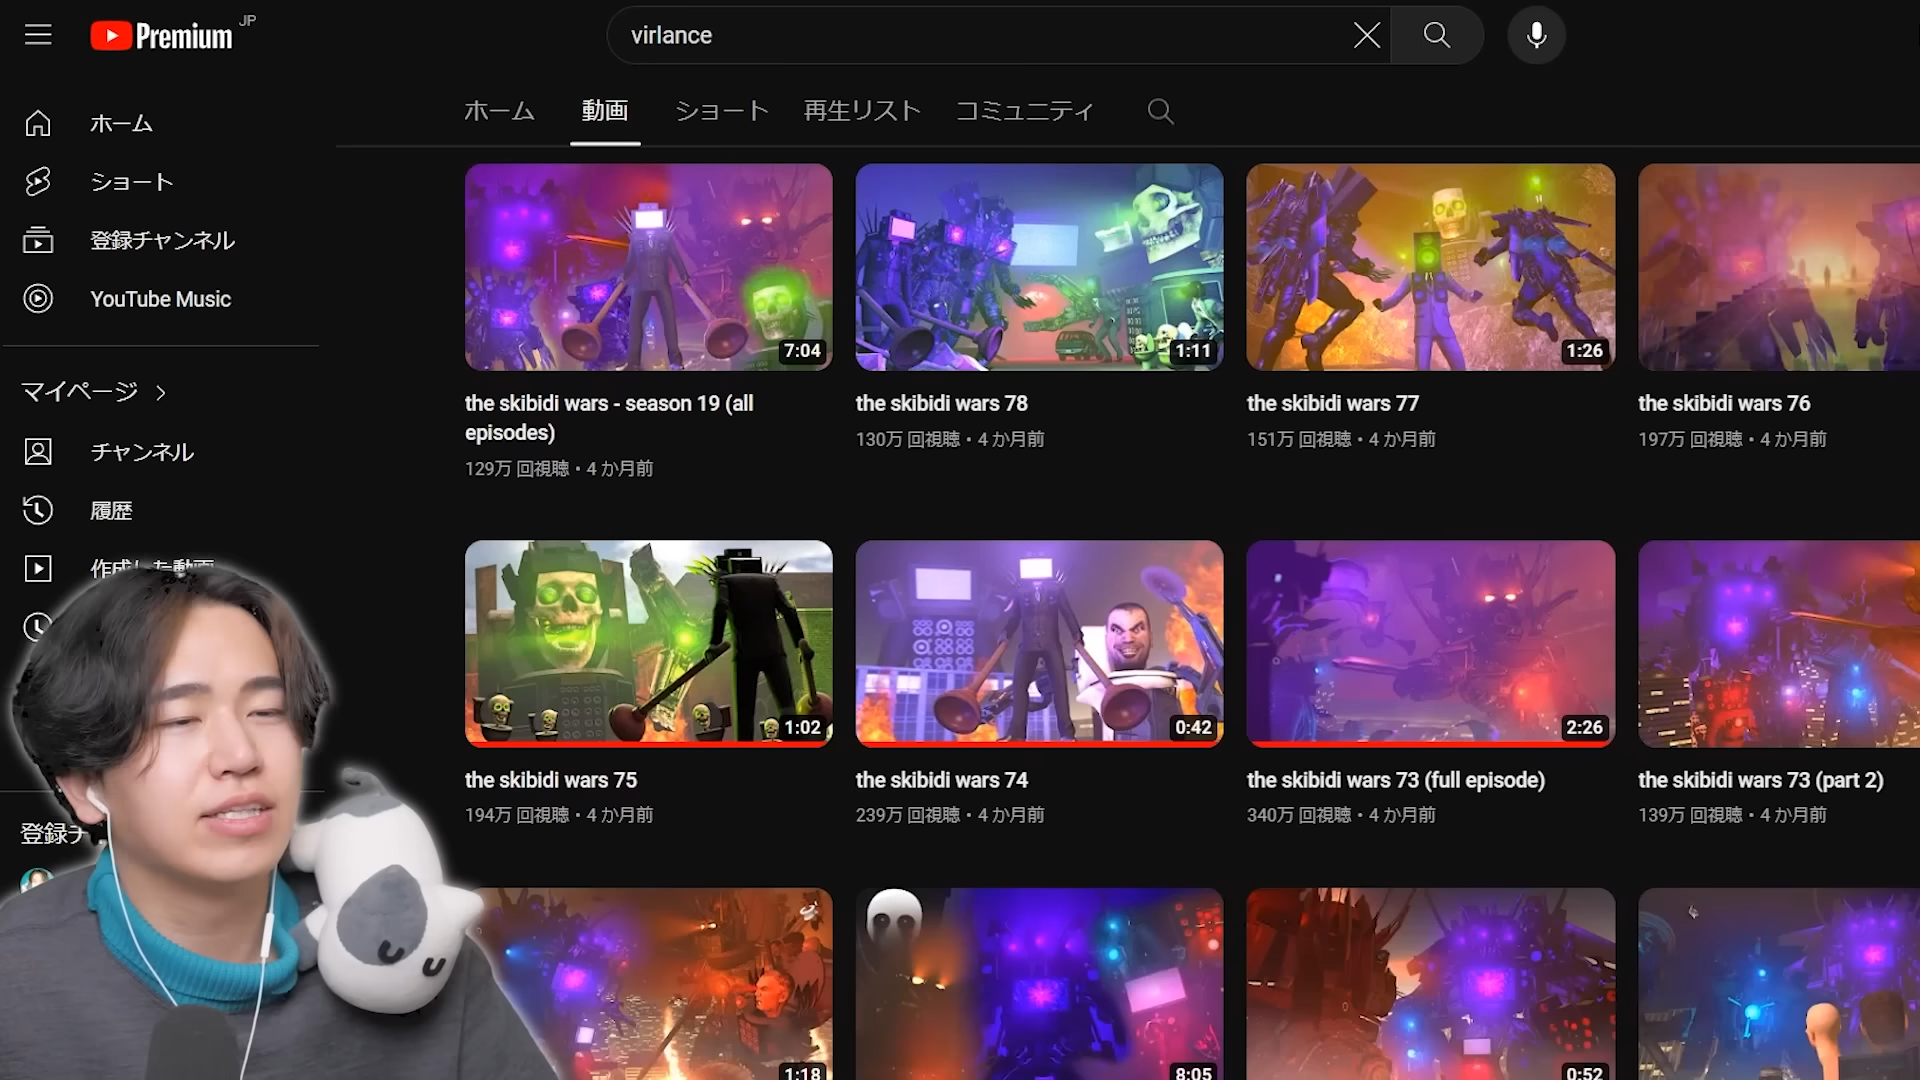 Premium JP
virlance
ホーム
ショート
登録チャンネル
YouTube Music
マイページ
チャンネル
履歴
作成した動画
登録チ
ホーム 動画 ショート 再生リスト コミュニティ
7:04
1:11
1:26
the skibidi wars - season 19 (all
episodes)
129万 回視聴・4 か月前
the skibidi wars 78
130万 回視聴・4 か月前
the skibidi wars 77
151万 回視聴・4 か月前
the skibidi wars 76
197万 回視聴・4 か月前
1:02
0:42
2:26
the skibidi wars 75
194万 回視聴・4 か月前
the skibidi wars 74
239万 回視聴・4 か月前
the skibidi wars 73 (full episode)
340万 回視聴・4 か月前
the skibidi wars 73 (part 2)
139万 回視聴・4 か月前
1:18
8:05
0:52